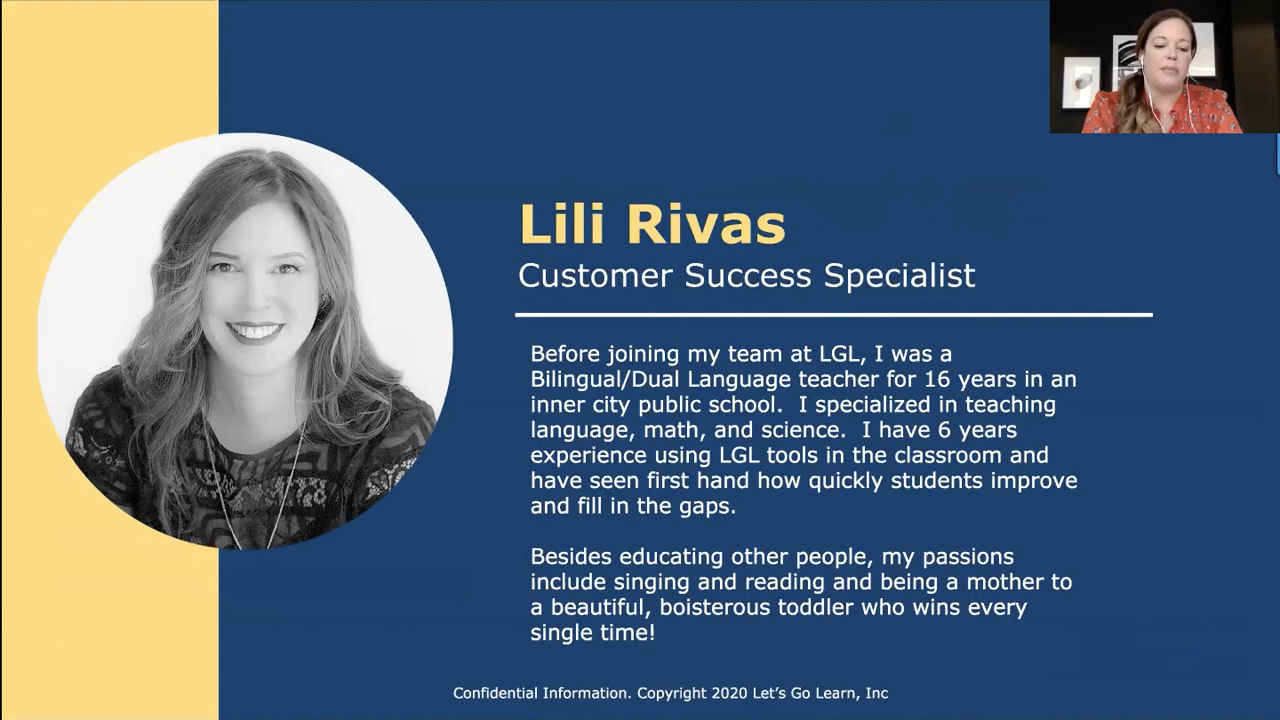 Lili Rivas
Customer Success Specialist
Before joining my team at LGL, I was a
Bilingual/Dual Language teacher for 16 years in an
inner city public school.  I specialized in teaching
language, math, and science.  I have 6 years
experience using LGL tools in the classroom and
have seen first hand how quickly students improve
and fill in the gaps.
Besides educating other people, my passions
include singing and reading and being a mother to
a beautiful, boisterous toddler who wins every
single time!
Confidential Information. Copyright 2020 Let’s Go Learn, Inc